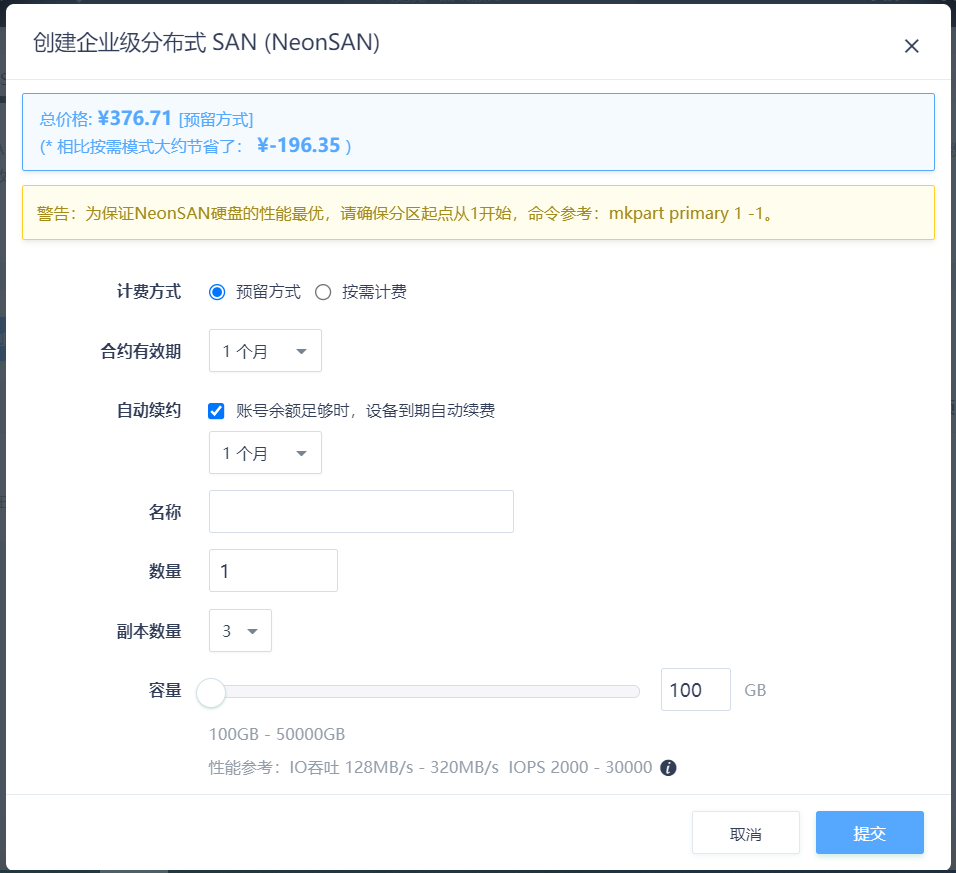 创建企业级分布式 SAN (NeonSAN)
总价格: ¥376.71 [预留方式]
(* 相比按需模式大约节省了： ¥-196.35 )
警告：为保证NeonSAN硬盘的性能最优，请确保分区起点从1开始，命令参考：mkpart primary 1 -1。
计费方式 预留方式 按需计费
合约有效期 1 个月
自动续约 账号余额足够时，设备到期自动续费
1 个月
名称
数量 1
副本数量 3
容量 100 GB
100GB - 50000GB
性能参考：IO吞吐 128MB/s - 320MB/s IOPS 2000 - 30000 i
取消 提交